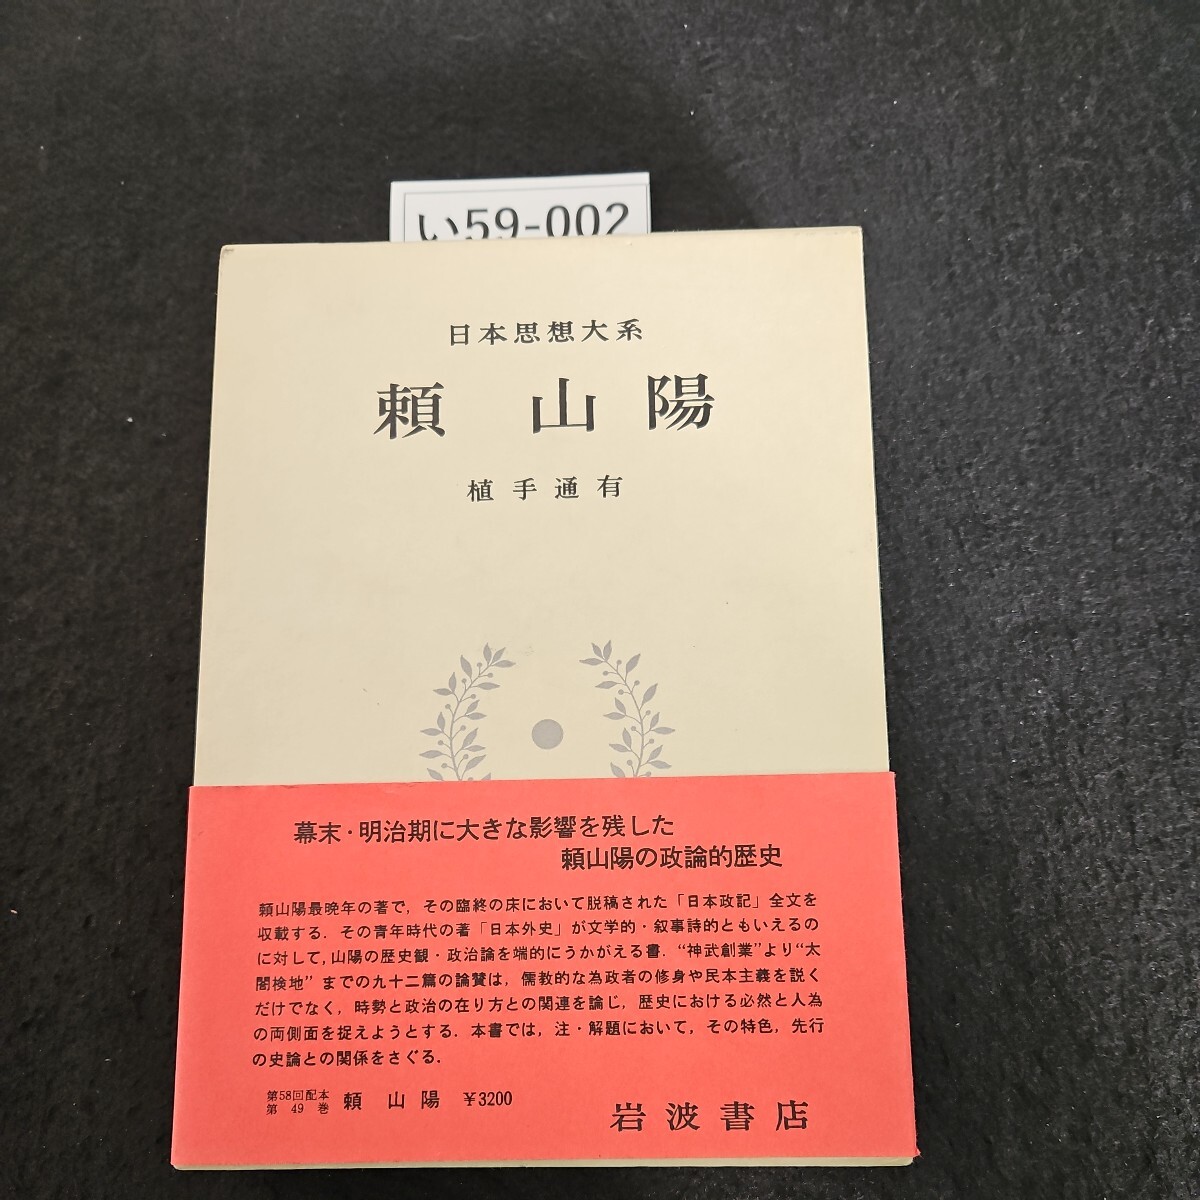 い59-002
日本思想大系
頼 山 陽
植手通有
幕末・明治期に大きな影響を残した
頼山陽の政論的歴史
頼山陽最晩年の著で，その臨終の床において脱稿された「日本政記」全文を
収載する．その青年時代の著「日本外史」が文学的・叙事詩的ともいえるの
に対して，山陽の歴史観・政治論を端的にうかがえる書．“神武創業”より“太
閤検地”までの九十二篇の論賛は，儒教的な為政者の修身や民本主義を説く
だけでなく，時勢と政治の在り方との関連を論じ，歴史における必然と人為
の両側面を捉えようとする．本書では，注・解題において，その特色，先行
の史論との関係をさぐる．
第58回配本
第 49 巻
頼 山 陽 ￥3200
岩波書店